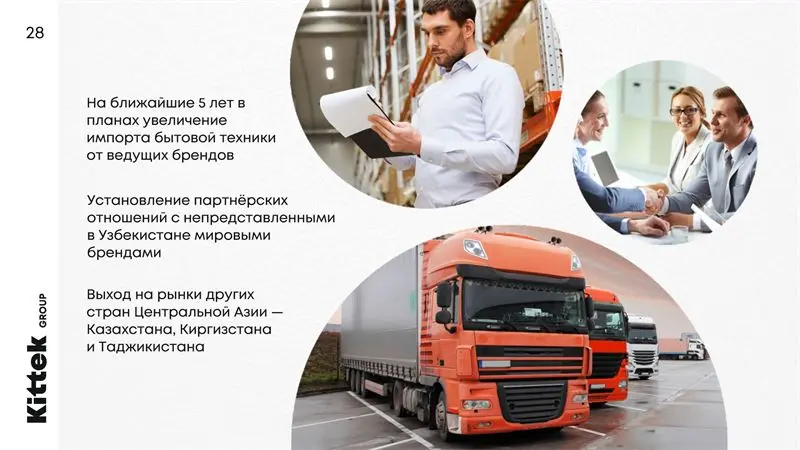 28
На ближайшие 5 лет в
планах увеличение
импорта бытовой техники
от ведущих брендов
Установление партнёрских
отношений с непредставленными
в Узбекистане мировыми
брендами
Выход на рынки других
стран Центральной Азии —
Казахстана, Киргизстана
и Таджикистана
Kittek GROUP